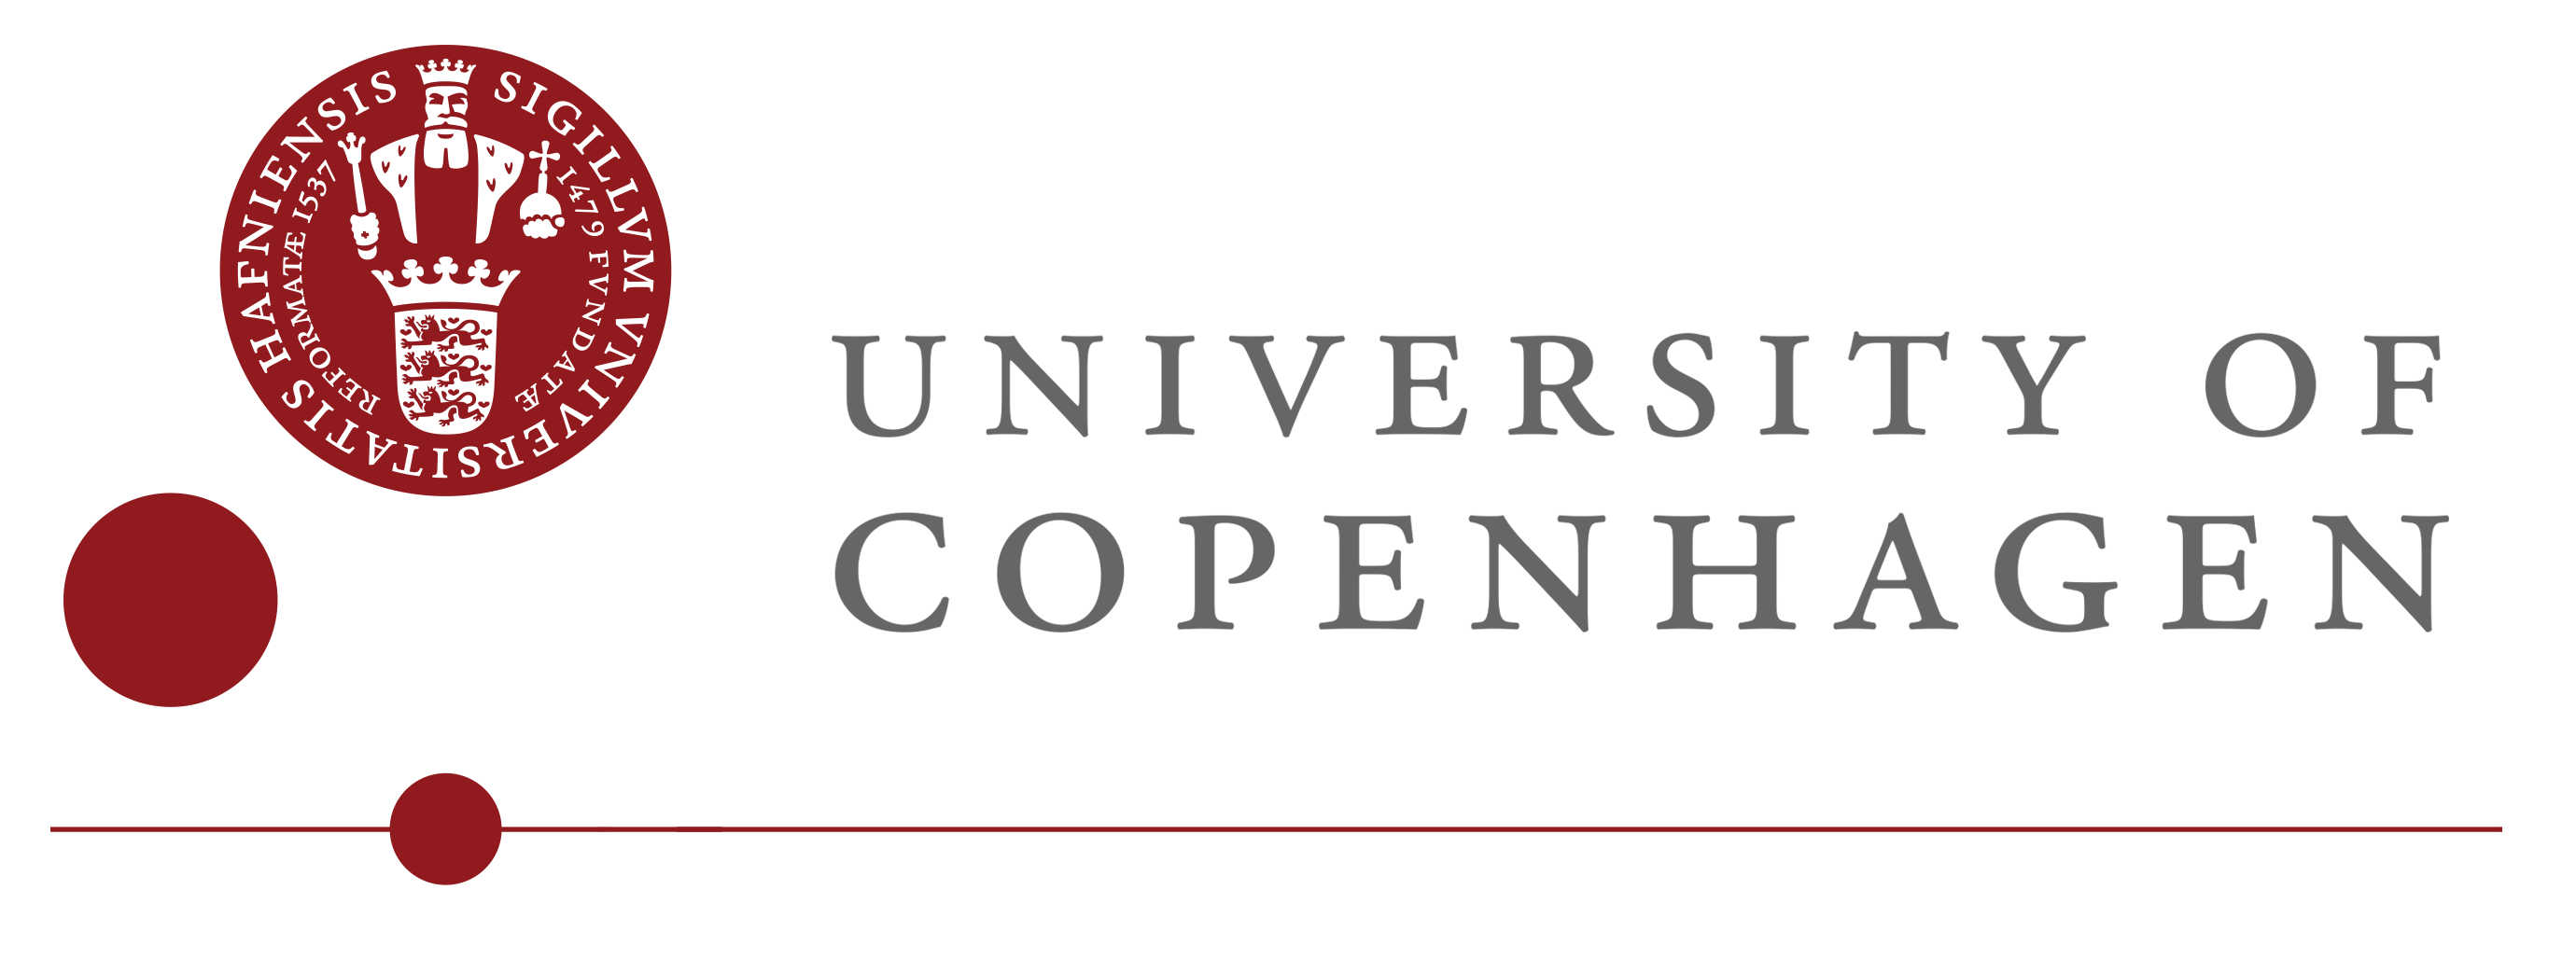 SIGILLVM VNIVERSITATIS HAFNIENSIS
1479 FVNDATÆ
REFORMATÆ 1537
UNIVERSITY OF
COPENHAGEN